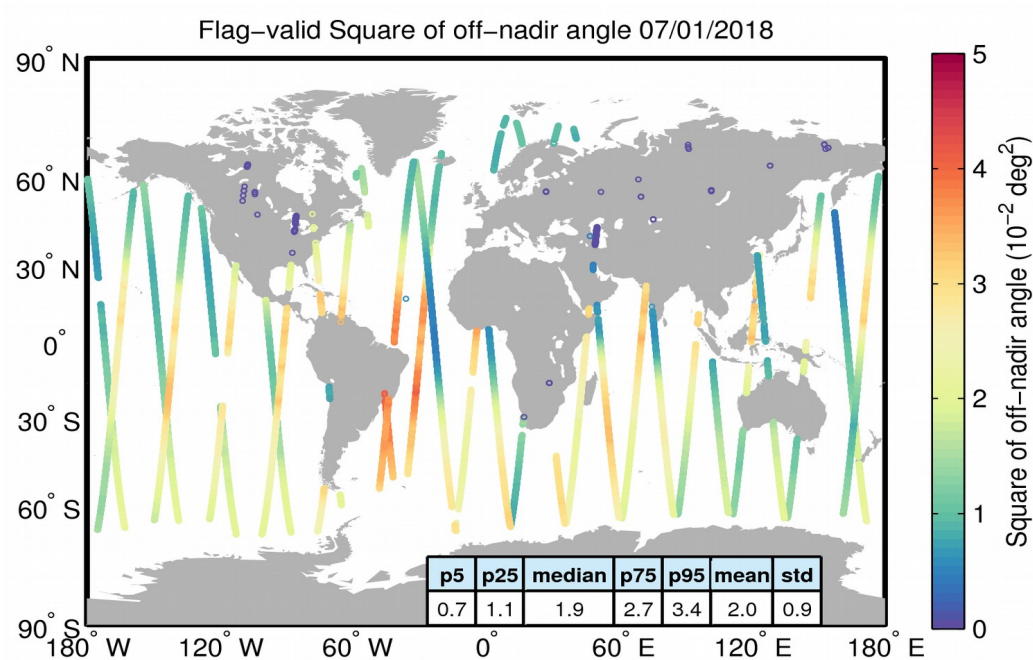 Flag-valid Square of off-nadir angle 07/01/2018
90° N
60° N
30° N
0°
30° S
60° S
90° S
180° W
120° W
60° W
0°
60° E
120° E
180° E
p5 p25 median p75 p95 mean std
0.7 1.1 1.9 2.7 3.4 2.0 0.9
5
4
3
2
1
0
Square of off-nadir angle (10⁻² deg²)